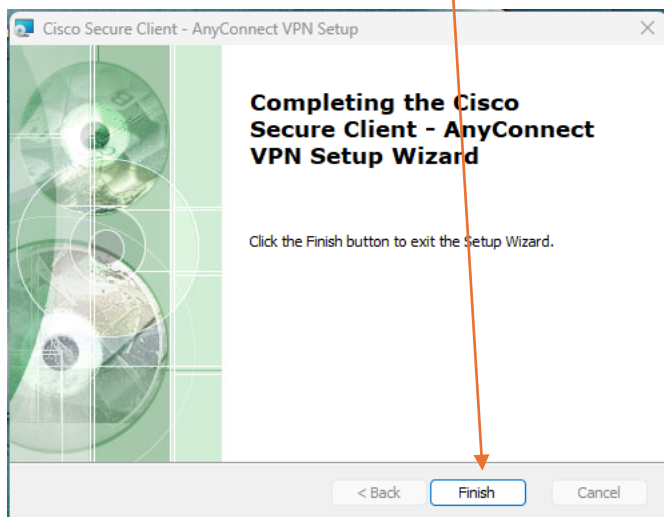 Cisco Secure Client - AnyConnect VPN Setup
Completing the Cisco
Secure Client - AnyConnect
VPN Setup Wizard
Click the Finish button to exit the Setup Wizard.
< Back Finish Cancel